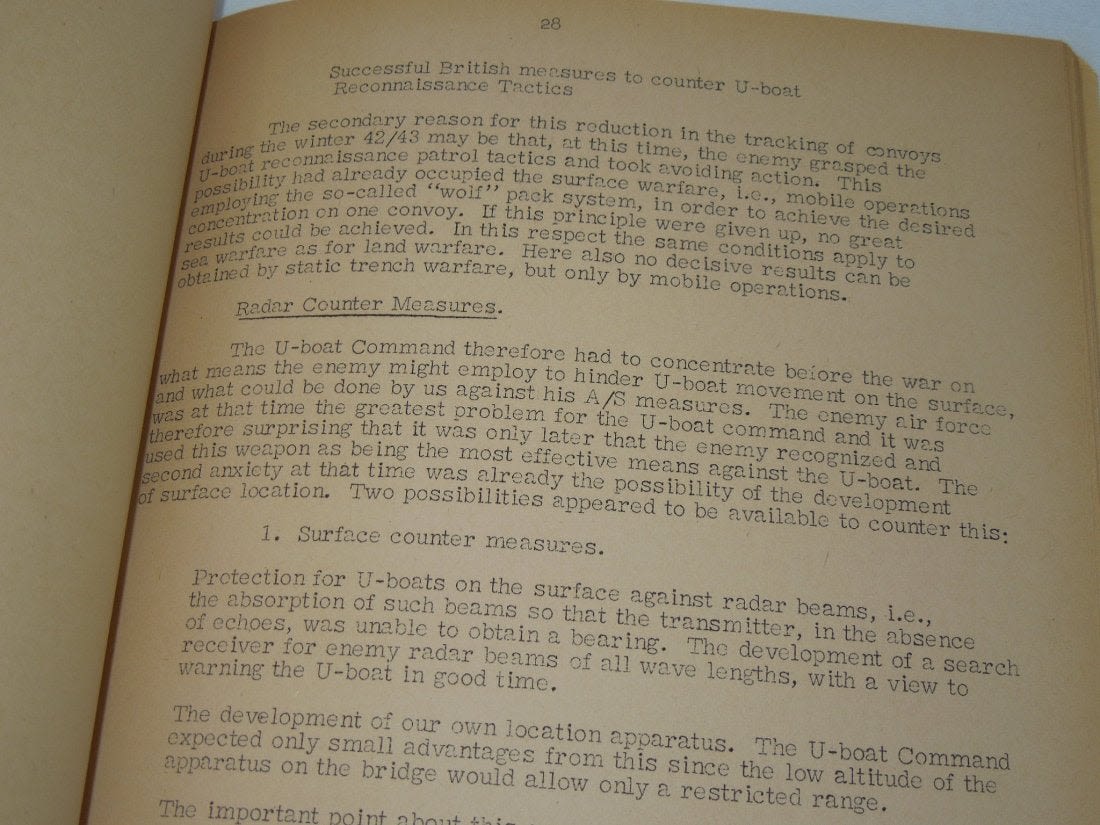 28
Successful British measures to counter U-boat
Reconnaissance Tactics
The secondary reason for this reduction in the tracking of convoys
during the winter 42/43 may be that, at this time, the enemy grasped the
U-boat reconnaissance patrol tactics and took avoiding action. This
possibility had already occupied the surface warfare, i.e., mobile operations
employing the so-called "wolf" pack system, in order to achieve the desired
concentration on one convoy. If this principle were given up, no great
results could be achieved. In this respect the same conditions apply to
sea warfare as for land warfare. Here also no decisive results can be
obtained by static trench warfare, but only by mobile operations.
Radar Counter Measures.
The U-boat Command therefore had to concentrate before the war on
what means the enemy might employ to hinder U-boat movement on the surface,
and what could be done by us against his A/S measures. The enemy air force
was at that time the greatest problem for the U-boat command and it was
therefore surprising that it was only later that the enemy recognized and
used this weapon as being the most effective means against the U-boat. The
second anxiety at that time was already the possibility of the development
of surface location. Two possibilities appeared to be available to counter this:
1. Surface counter measures.
Protection for U-boats on the surface against radar beams, i.e.,
the absorption of such beams so that the transmitter, in the absence
of echoes, was unable to obtain a bearing. The development of a search
receiver for enemy radar beams of all wave lengths, with a view to
warning the U-boat in good time.
The development of our own location apparatus. The U-boat Command
expected only small advantages from this since the low altitude of the
apparatus on the bridge would allow only a restricted range.
The important point about this